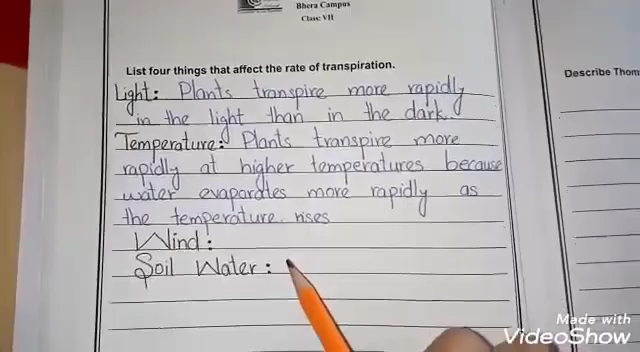 Bhera Campus
Class: VII
List four things that affect the rate of transpiration.
Light: Plants transpire more rapidly
in the light than in the dark.
Temperature: Plants transpire more
rapidly at higher temperatures because
water evaporates more rapidly as
the temperature rises
Wind:
Soil Water:
Describe Thom
Made with
VideoShow